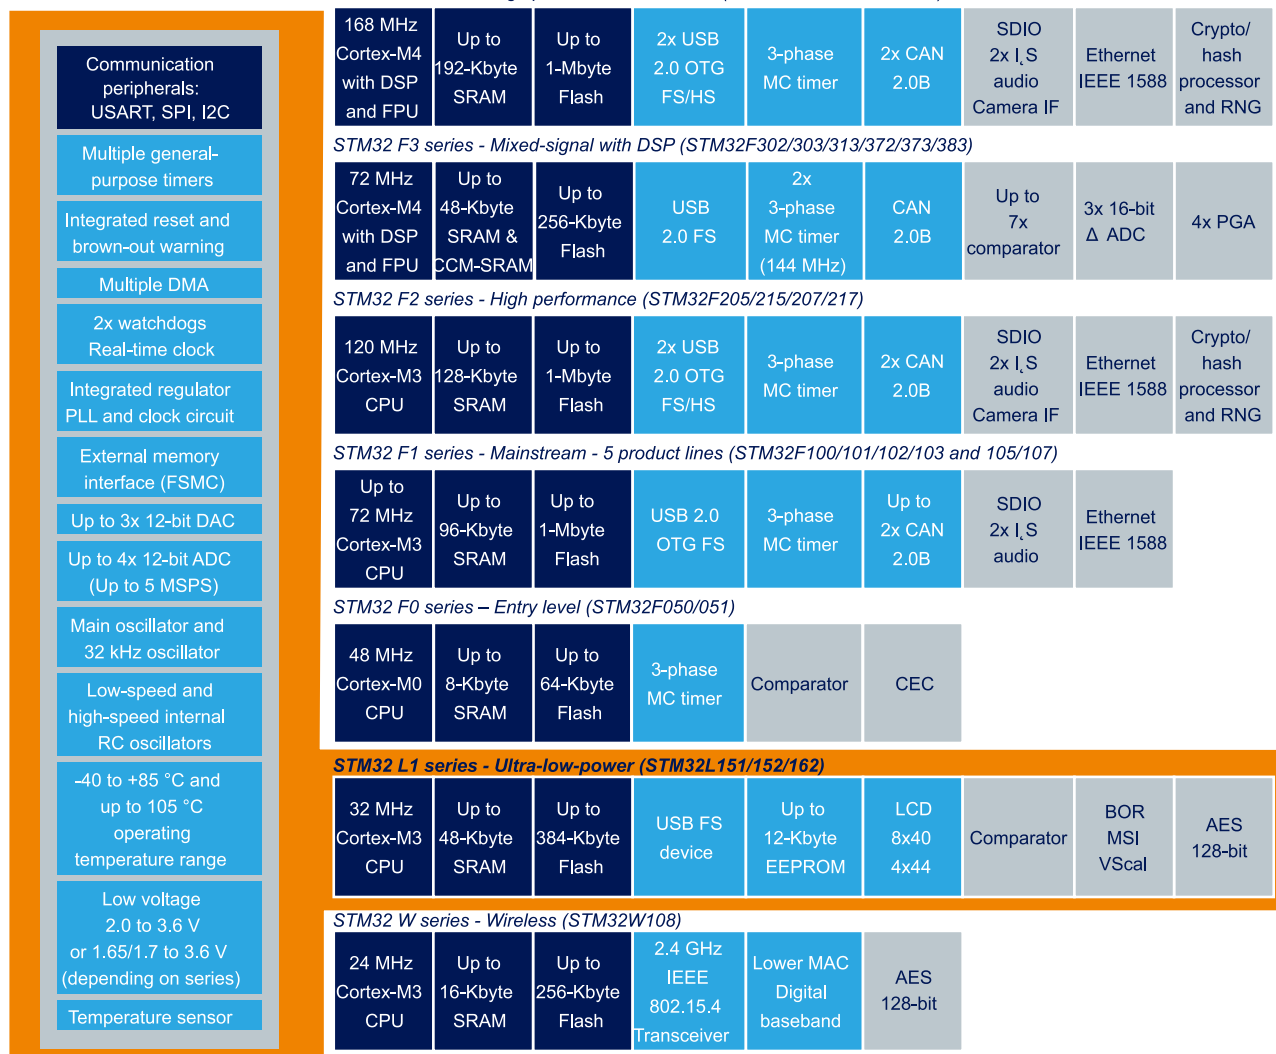 Communication
peripherals:
USART, SPI, I2C
Multiple general-
purpose timers
Integrated reset and
brown-out warning
Multiple DMA
2x watchdogs
Real-time clock
Integrated regulator
PLL and clock circuit
External memory
interface (FSMC)
Up to 3x 12-bit DAC
Up to 4x 12-bit ADC
(Up to 5 MSPS)
Main oscillator and
32 kHz oscillator
Low-speed and
high-speed internal
RC oscillators
-40 to +85 °C and
up to 105 °C
operating
temperature range
Low voltage
2.0 to 3.6 V
or 1.65/1.7 to 3.6 V
(depending on series)
Temperature sensor
168 MHz
Cortex-M4
with DSP
and FPU
Up to
192-Kbyte
SRAM
Up to
1-Mbyte
Flash
2x USB
2.0 OTG
FS/HS
3-phase
MC timer
2x CAN
2.0B
SDIO
2x I˛S
audio
Camera IF
Ethernet
IEEE 1588
Crypto/
hash
processor
and RNG
STM32 F3 series - Mixed-signal with DSP (STM32F302/303/313/372/373/383)
72 MHz
Cortex-M4
with DSP
and FPU
Up to
48-Kbyte
SRAM &
CCM-SRAM
Up to
256-Kbyte
Flash
USB
2.0 FS
2x
3-phase
MC timer
(144 MHz)
CAN
2.0B
Up to
7x
comparator
3x 16-bit
Δ ADC
4x PGA
STM32 F2 series - High performance (STM32F205/215/207/217)
120 MHz
Cortex-M3
CPU
Up to
128-Kbyte
SRAM
Up to
1-Mbyte
Flash
2x USB
2.0 OTG
FS/HS
3-phase
MC timer
2x CAN
2.0B
SDIO
2x I˛S
audio
Camera IF
Ethernet
IEEE 1588
Crypto/
hash
processor
and RNG
STM32 F1 series - Mainstream - 5 product lines (STM32F100/101/102/103 and 105/107)
Up to
72 MHz
Cortex-M3
CPU
Up to
96-Kbyte
SRAM
Up to
1-Mbyte
Flash
USB 2.0
OTG FS
3-phase
MC timer
Up to
2x CAN
2.0B
SDIO
2x I˛S
audio
Ethernet
IEEE 1588
STM32 F0 series – Entry level (STM32F050/051)
48 MHz
Cortex-M0
CPU
Up to
8-Kbyte
SRAM
Up to
64-Kbyte
Flash
3-phase
MC timer
Comparator
CEC
STM32 L1 series - Ultra-low-power (STM32L151/152/162)
32 MHz
Cortex-M3
CPU
Up to
48-Kbyte
SRAM
Up to
384-Kbyte
Flash
USB FS
device
Up to
12-Kbyte
EEPROM
LCD
8x40
4x44
Comparator
BOR
MSI
VScal
AES
128-bit
STM32 W series - Wireless (STM32W108)
24 MHz
Cortex-M3
CPU
Up to
16-Kbyte
SRAM
Up to
256-Kbyte
Flash
2.4 GHz
IEEE
802.15.4
Transceiver
Lower MAC
Digital
baseband
AES
128-bit